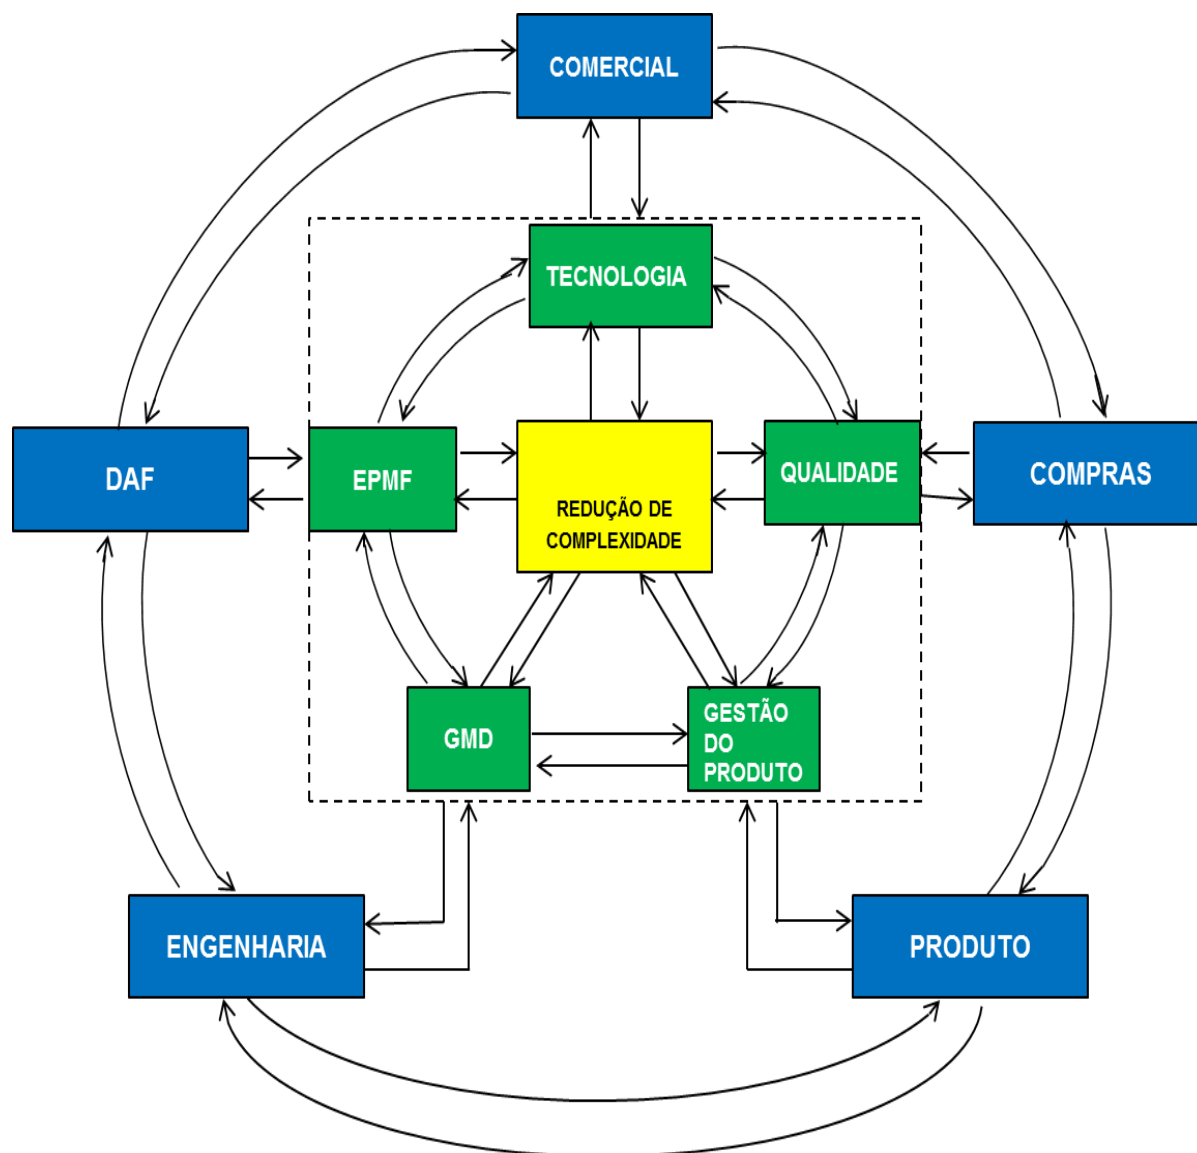 COMERCIAL
TECNOLOGIA
DAF
EPMF
REDUÇÃO DE
COMPLEXIDADE
QUALIDADE
COMPRAS
GMD
GESTÃO
DO
PRODUTO
ENGENHARIA
PRODUTO